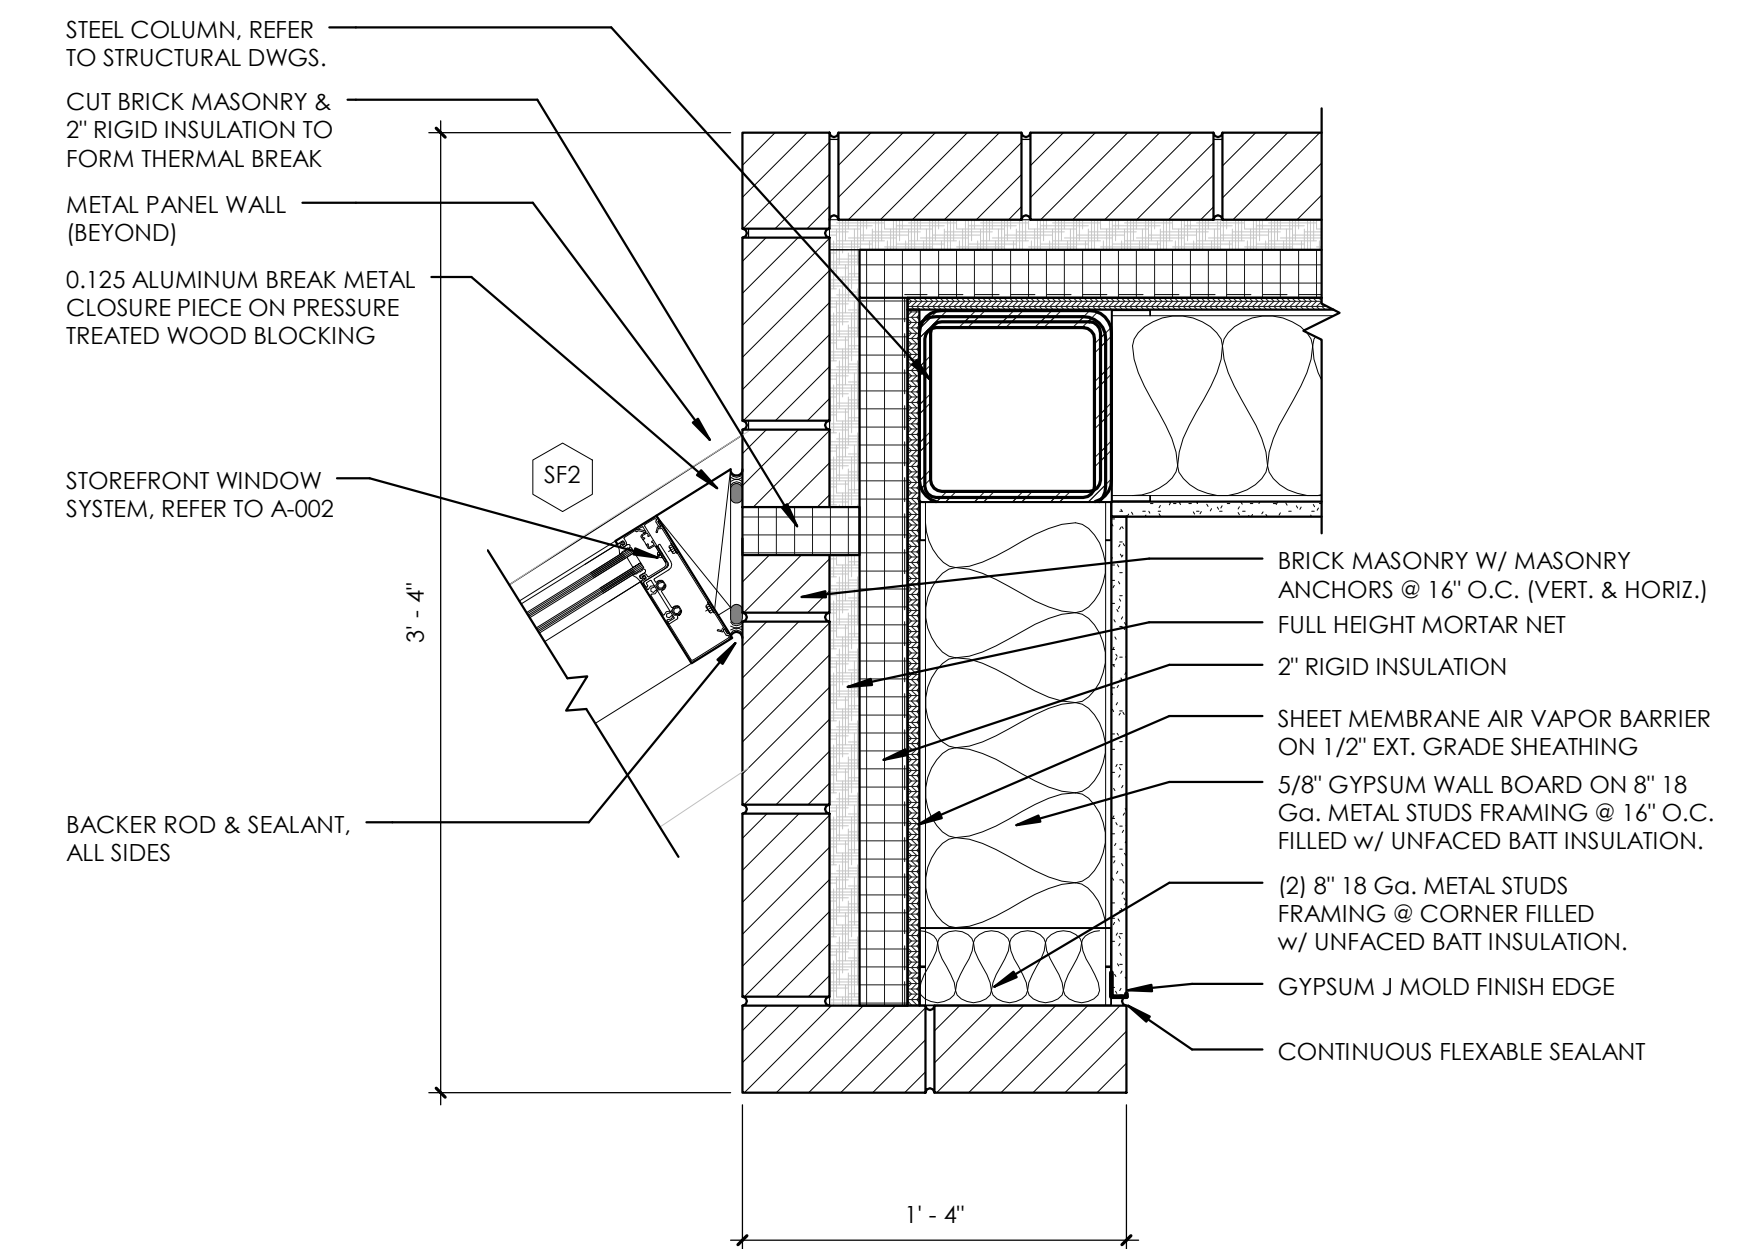 STEEL COLUMN, REFER
TO STRUCTURAL DWGS.
CUT BRICK MASONRY &
2" RIGID INSULATION TO
FORM THERMAL BREAK
METAL PANEL WALL
(BEYOND)
0.125 ALUMINUM BREAK METAL
CLOSURE PIECE ON PRESSURE
TREATED WOOD BLOCKING
SF2
STOREFRONT WINDOW
SYSTEM, REFER TO A-002
3' - 4"
BACKER ROD & SEALANT,
ALL SIDES
BRICK MASONRY W/ MASONRY
ANCHORS @ 16" O.C. (VERT. & HORIZ.)
FULL HEIGHT MORTAR NET
2" RIGID INSULATION
SHEET MEMBRANE AIR VAPOR BARRIER
ON 1/2" EXT. GRADE SHEATHING
5/8" GYPSUM WALL BOARD ON 8" 18
Ga. METAL STUDS FRAMING @ 16" O.C.
FILLED w/ UNFACED BATT INSULATION.
(2) 8" 18 Ga. METAL STUDS
FRAMING @ CORNER FILLED
w/ UNFACED BATT INSULATION.
GYPSUM J MOLD FINISH EDGE
CONTINUOUS FLEXABLE SEALANT
1' - 4"